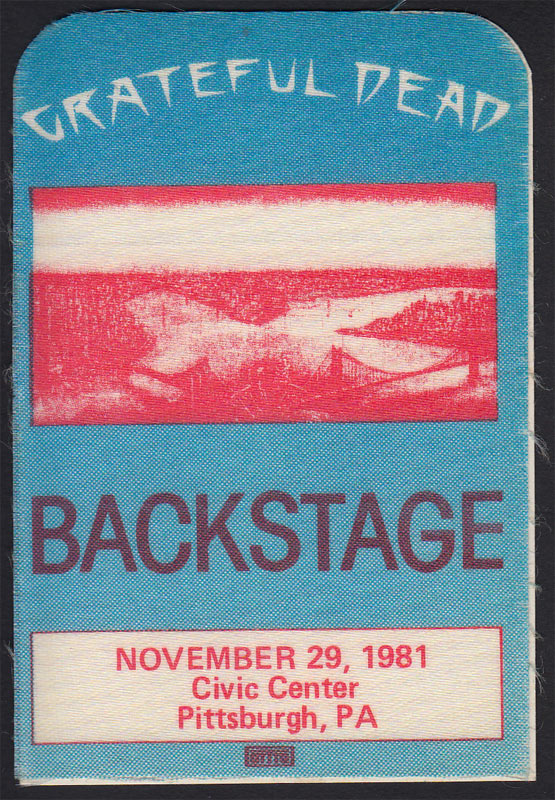 GRATEFUL DEAD
BACKSTAGE
NOVEMBER 29, 1981
Civic Center
Pittsburgh, PA